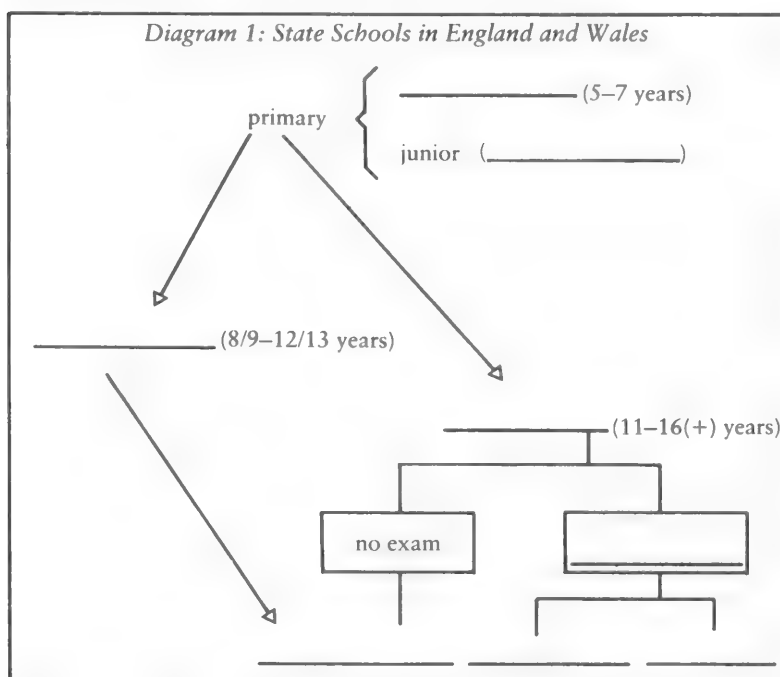 Diagram 1: State Schools in England and Wales
(5–7 years)
primary
junior ( )
(8/9–12/13 years)
(11–16(+) years)
no exam